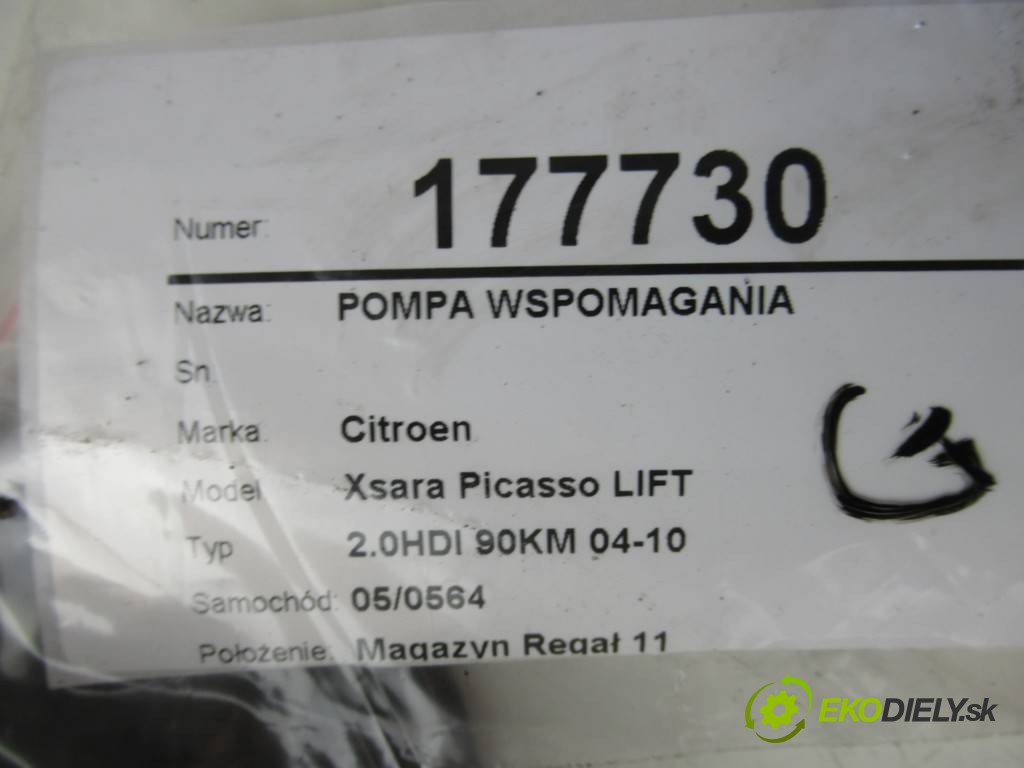 Numer: 177730
Nazwa: POMPA WSPOMAGANIA
Sn.
Marka: Citroen
Model Xsara Picasso LIFT
Typ 2.0HDI 90KM 04-10
Samochód: 05/0564
Położenie: Magazyn Regał 11
EKODIELY.sk